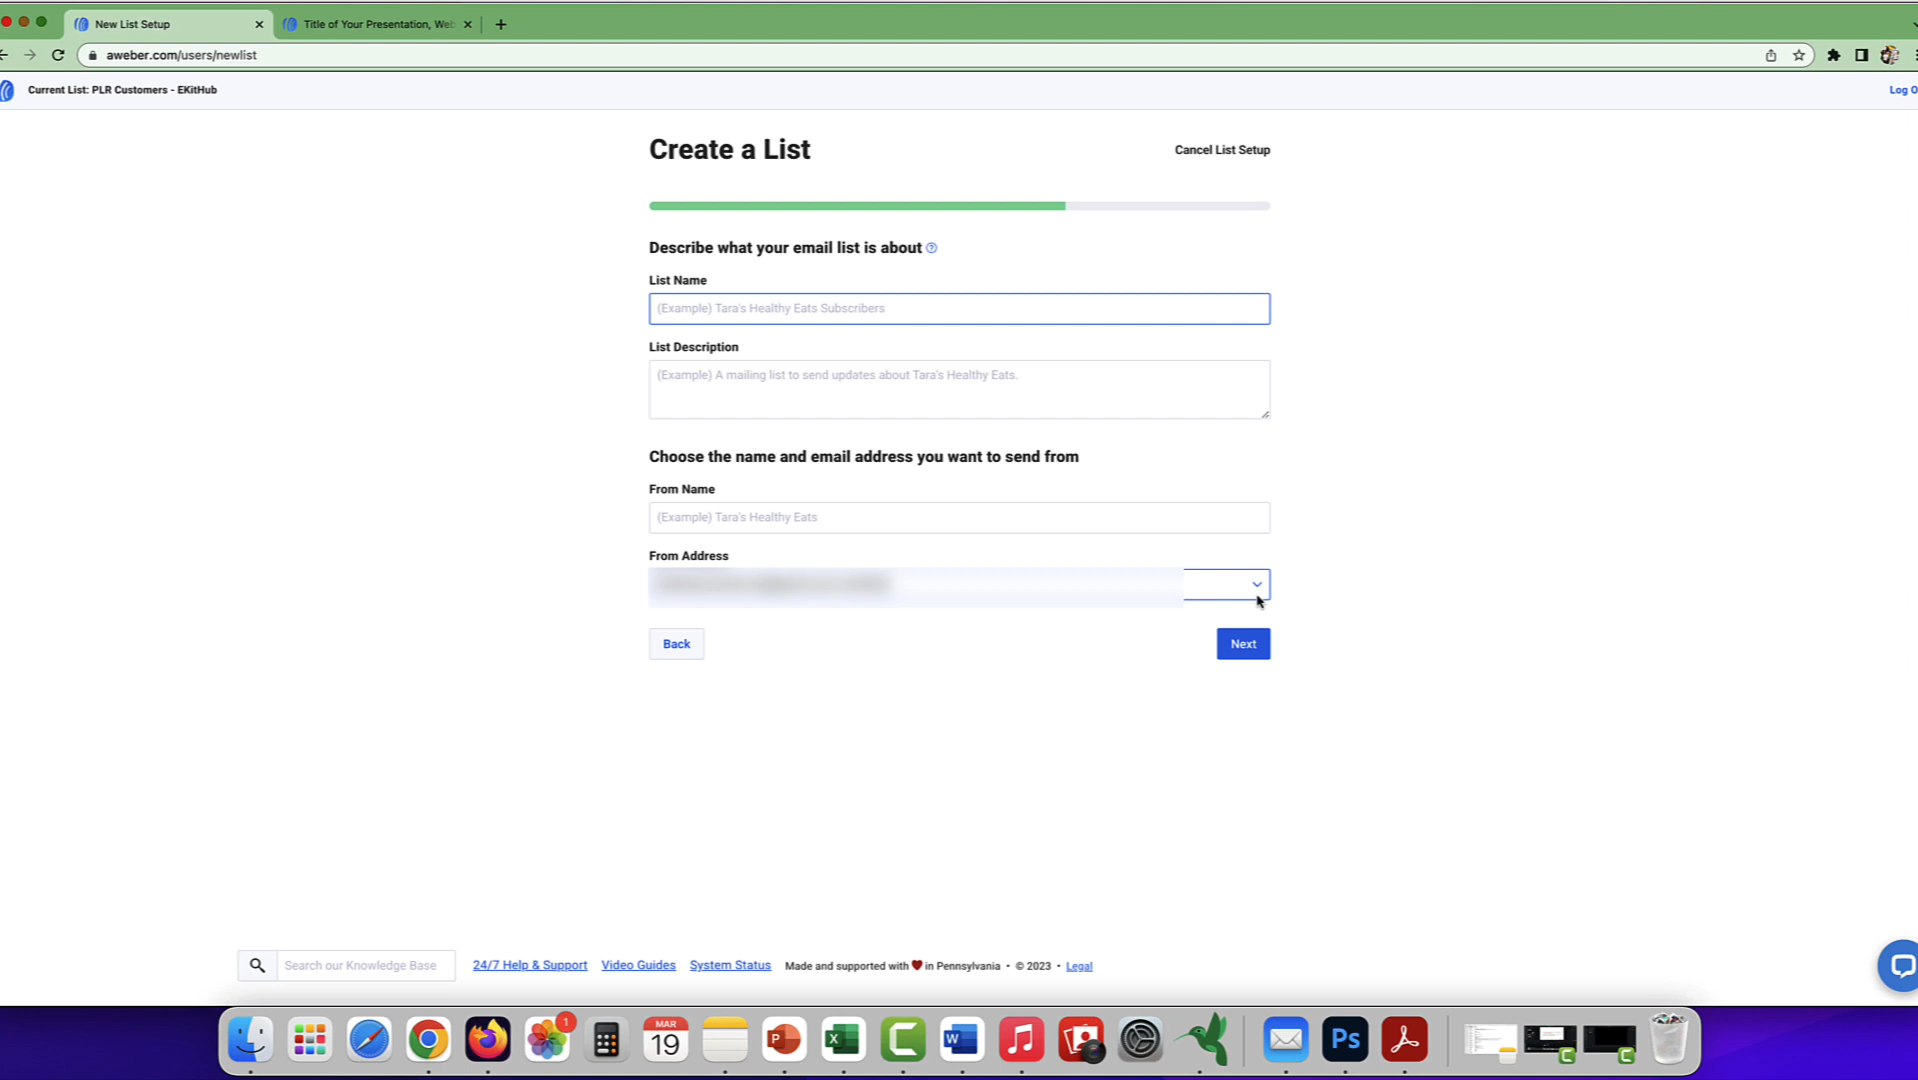 New List Setup
Title of Your Presentation, Web
aweber.com/users/newlist
Current List: PLR Customers - EKitHub
Log O
Create a List
Cancel List Setup
Describe what your email list is about ?
List Name
(Example) Tara's Healthy Eats Subscribers
List Description
(Example) A mailing list to send updates about Tara's Healthy Eats.
Choose the name and email address you want to send from
From Name
(Example) Tara's Healthy Eats
From Address
Back
Next
Search our Knowledge Base
24/7 Help & Support
Video Guides
System Status
Made and supported with ❤ in Pennsylvania • © 2023 • Legal
1
MAR
19
P
X
C
W
Ps